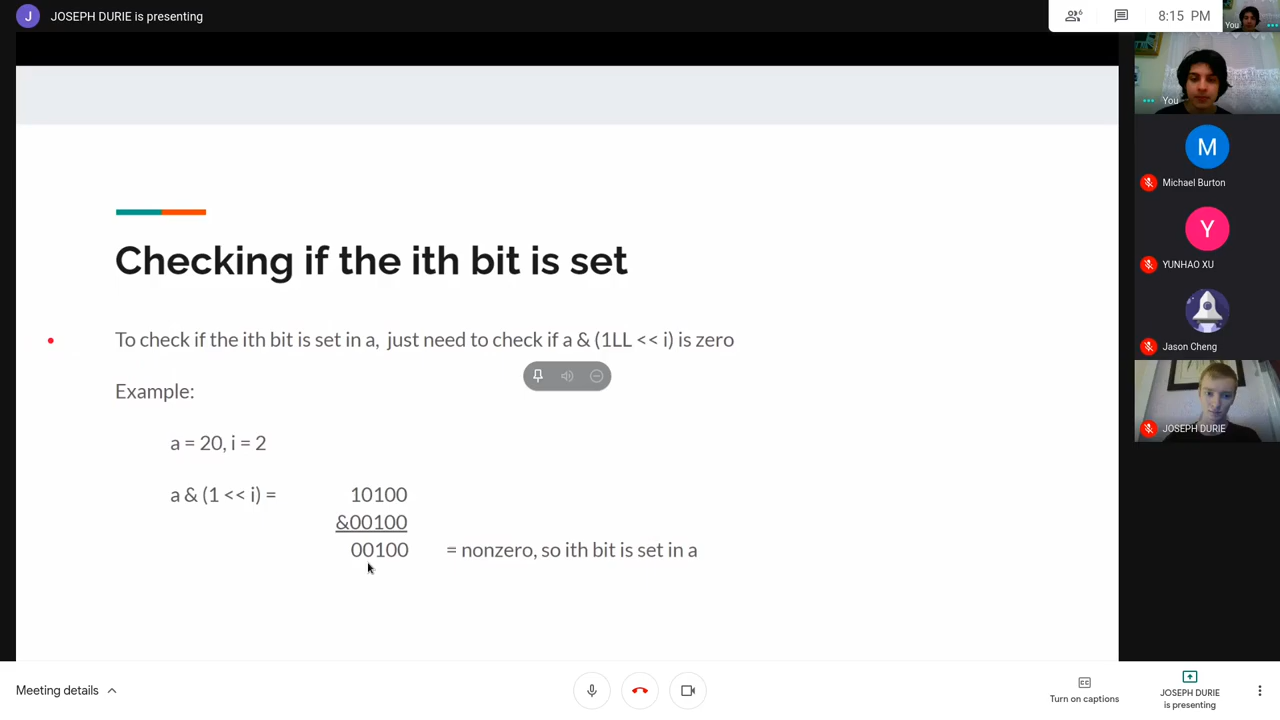 J JOSEPH DURIE is presenting
6
8:15 PM
You
Checking if the ith bit is set
To check if the ith bit is set in a, just need to check if a & (1LL << i) is zero
Example:
a = 20, i = 2
a & (1 << i) = 10100
&00100
00100 = nonzero, so ith bit is set in a
You
M
Michael Burton
Y
YUNHAO XU
Jason Cheng
JOSEPH DURIE
Meeting details
CC
Turn on captions
JOSEPH DURIE
is presenting